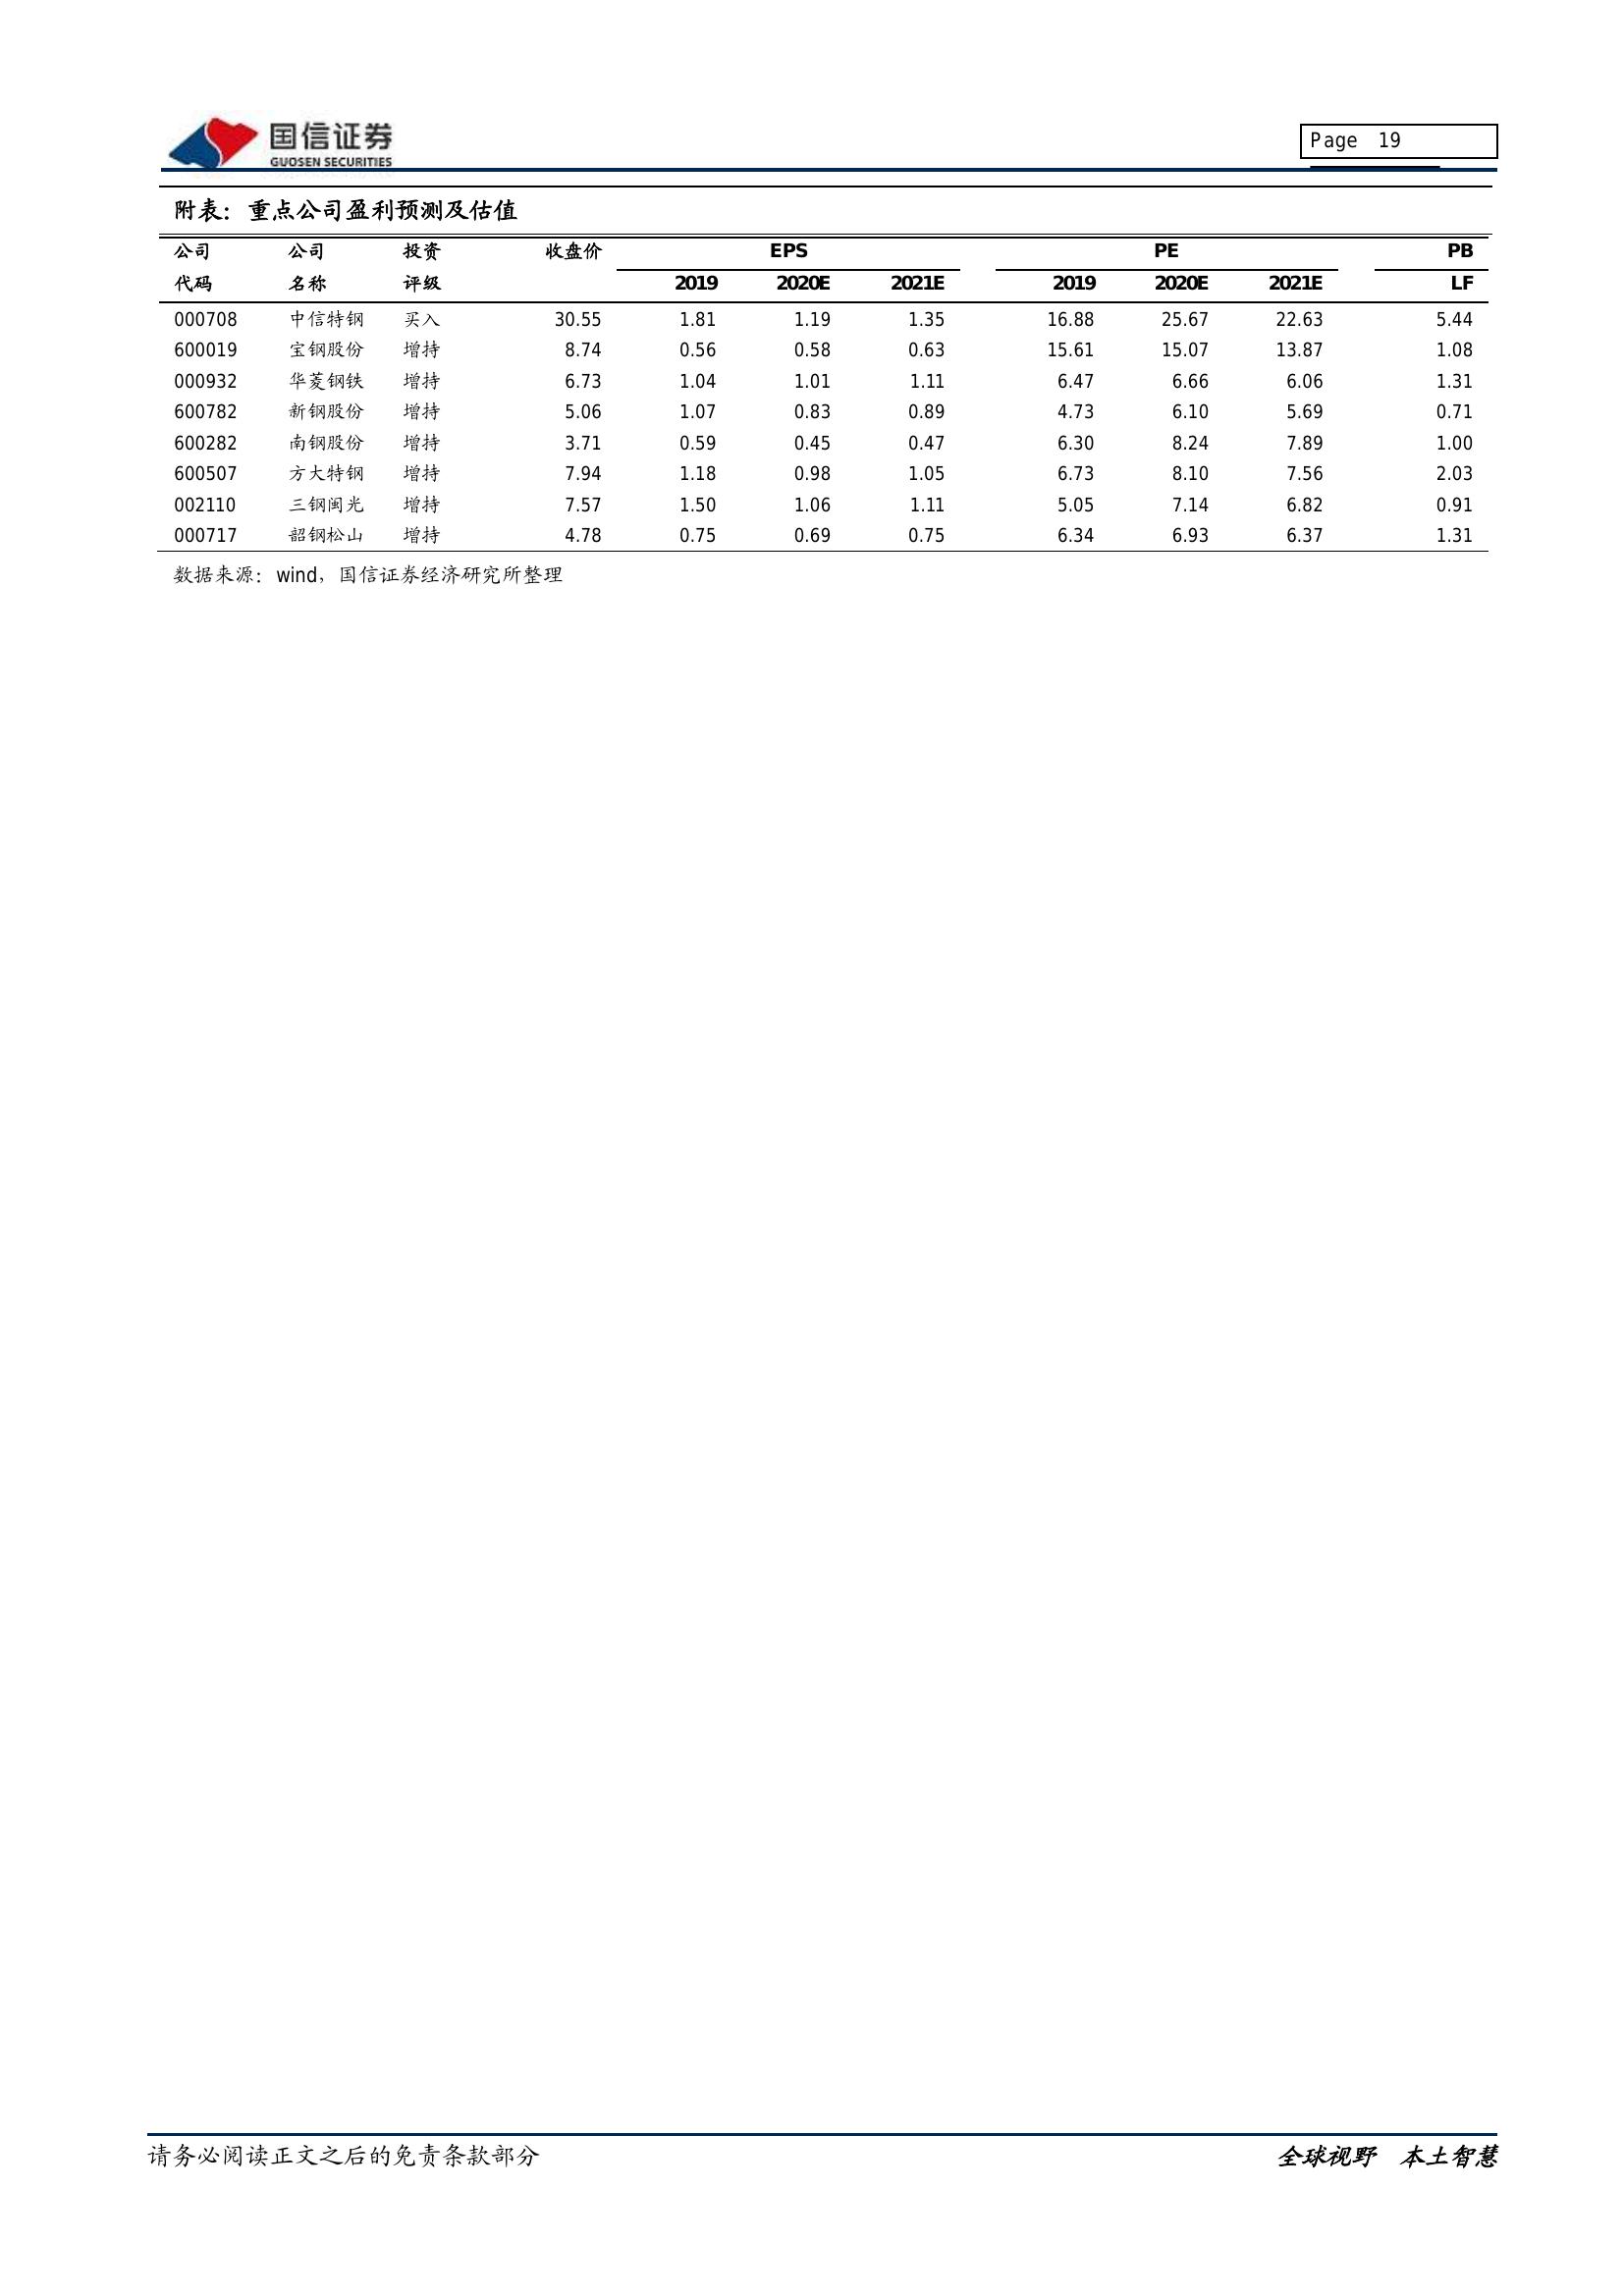 国信证券
GUOSEN SECURITIES
Page 19
附表：重点公司盈利预测及估值
公司 公司 投资 收盘价 EPS PE PB
代码 名称 评级 2019 2020E 2021E 2019 2020E 2021E LF
000708 中信特钢 买入 30.55 1.81 1.19 1.35 16.88 25.67 22.63 5.44
600019 宝钢股份 增持 8.74 0.56 0.58 0.63 15.61 15.07 13.87 1.08
000932 华菱钢铁 增持 6.73 1.04 1.01 1.11 6.47 6.66 6.06 1.31
600782 新钢股份 增持 5.06 1.07 0.83 0.89 4.73 6.10 5.69 0.71
600282 南钢股份 增持 3.71 0.59 0.45 0.47 6.30 8.24 7.89 1.00
600507 方大特钢 增持 7.94 1.18 0.98 1.05 6.73 8.10 7.56 2.03
002110 三钢闽光 增持 7.57 1.50 1.06 1.11 5.05 7.14 6.82 0.91
000717 韶钢松山 增持 4.78 0.75 0.69 0.75 6.34 6.93 6.37 1.31
数据来源：wind，国信证券经济研究所整理
请务必阅读正文之后的免责条款部分 全球视野 本土智慧